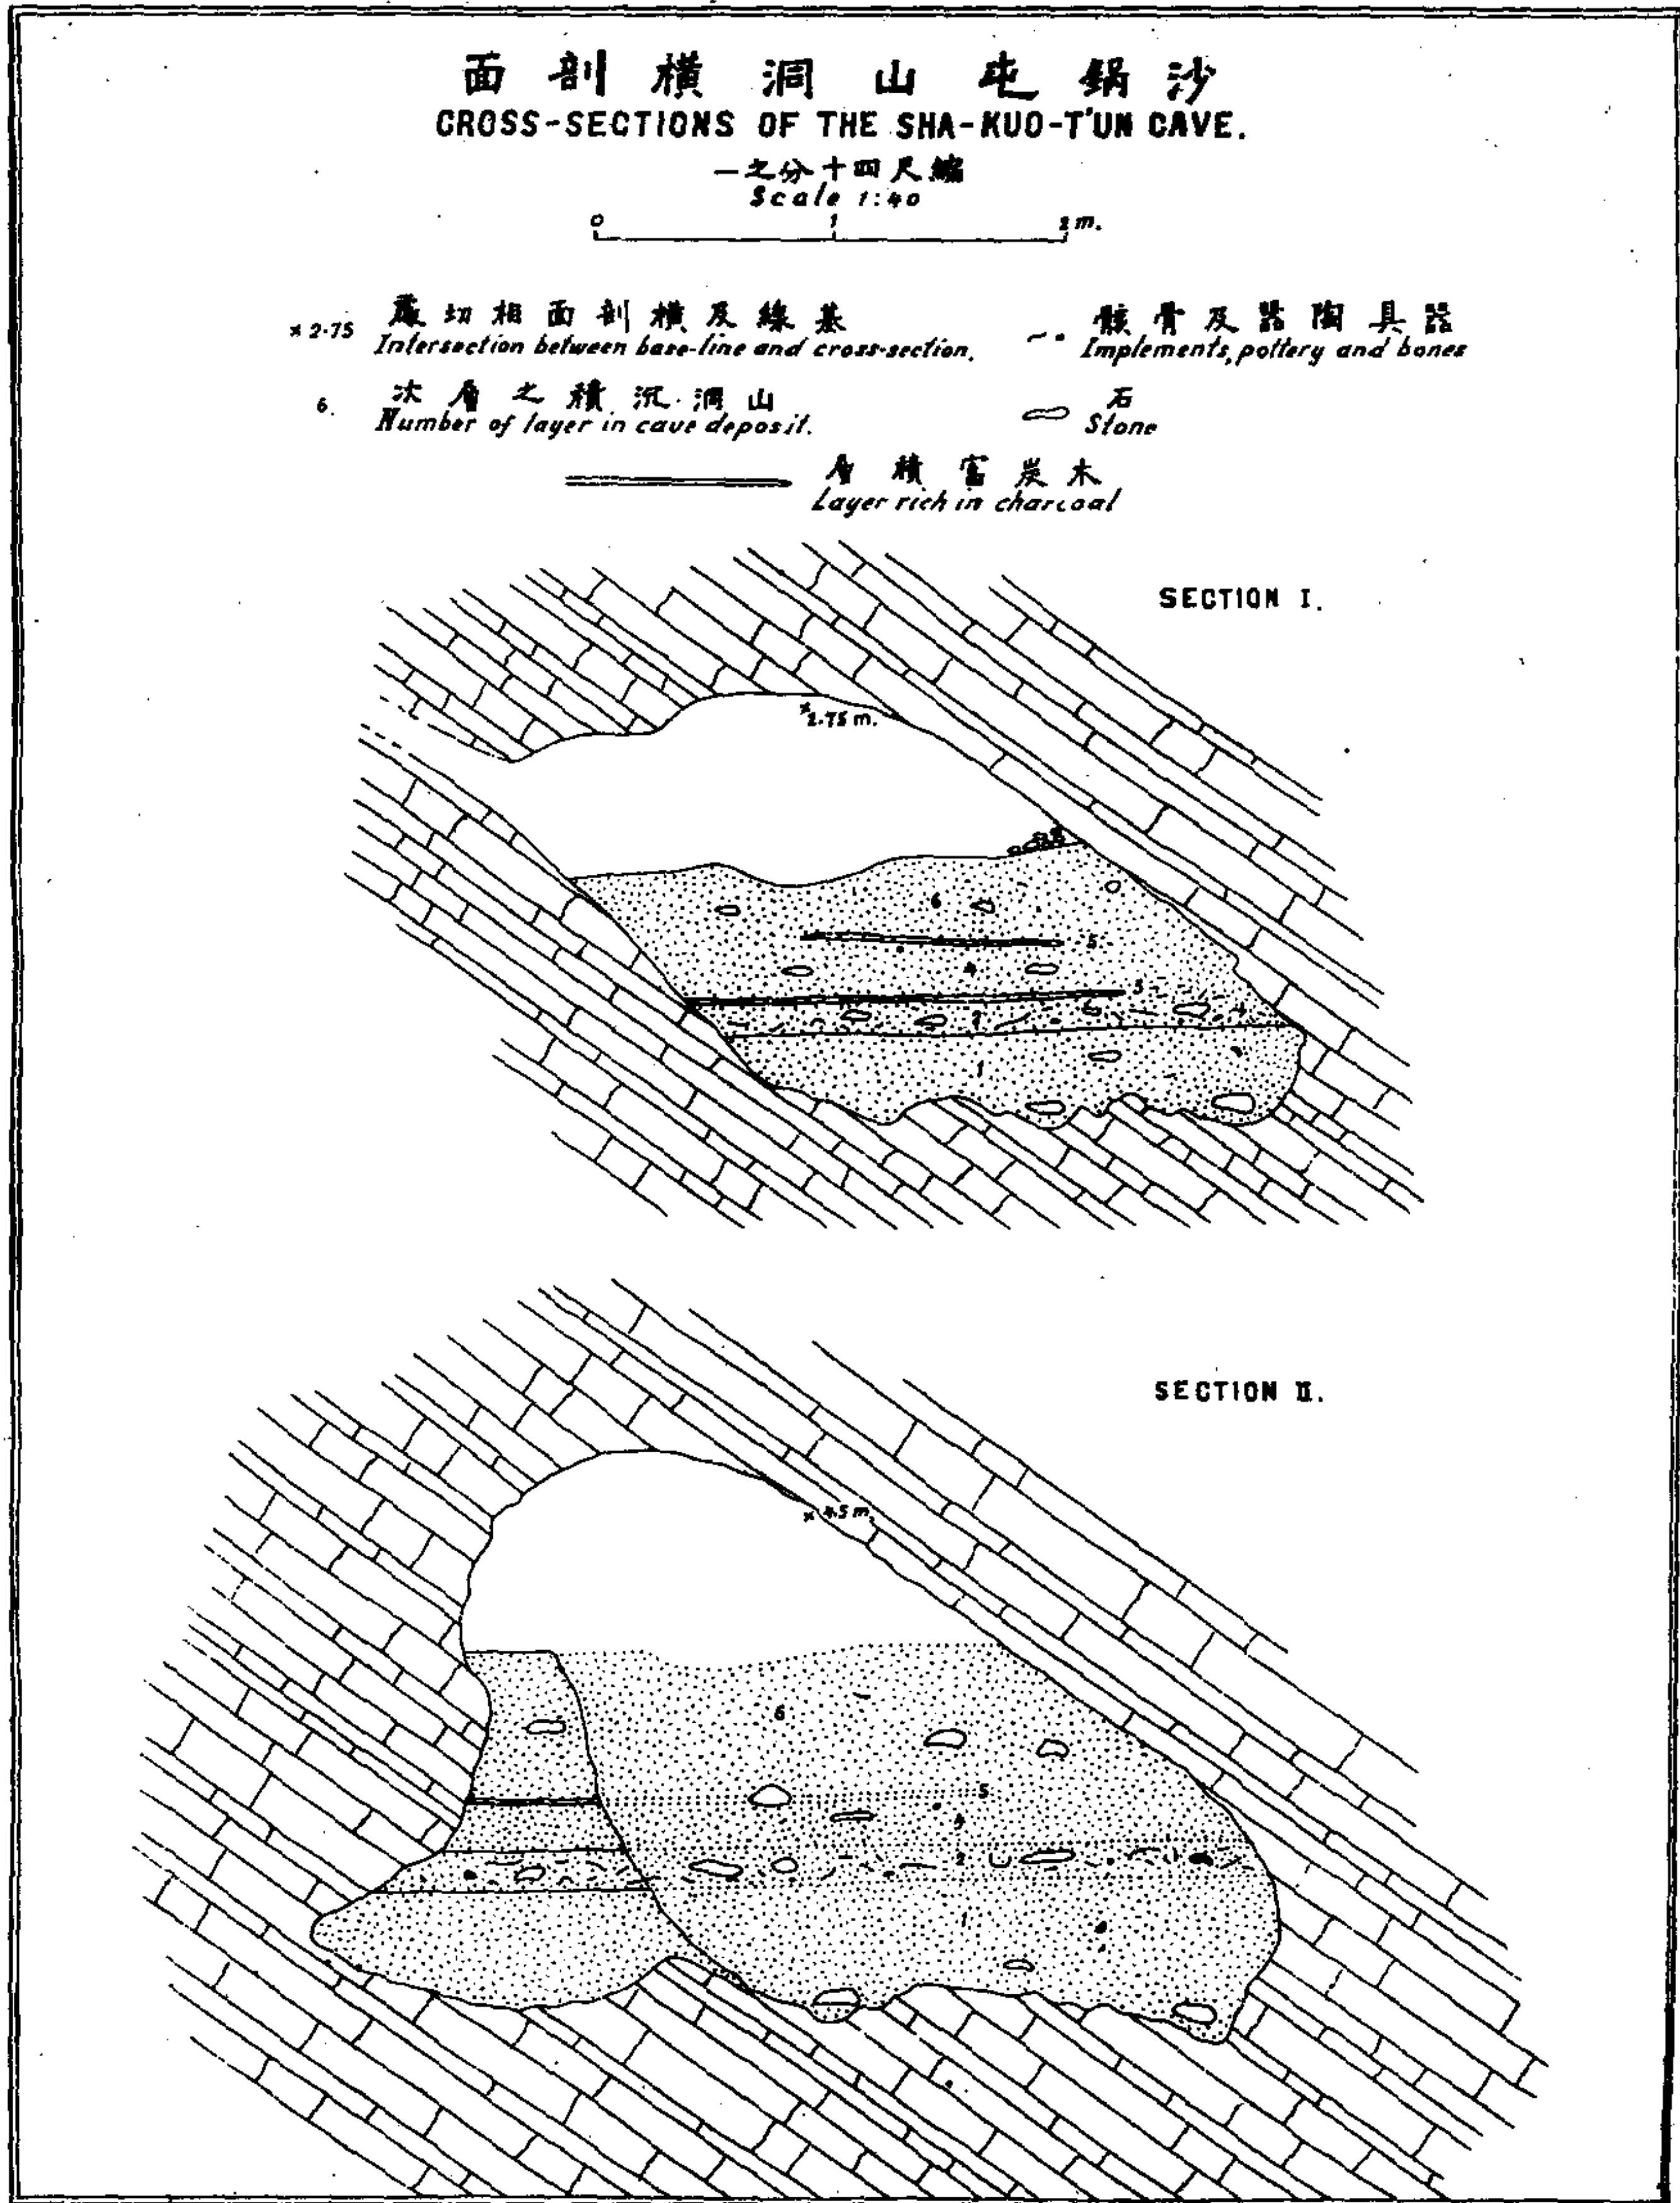 沙鍋屯山洞橫剖面
CROSS-SECTIONS OF THE SHA-KUO-T'UN CAVE.
縮尺四十分之一
Scale 1:40
0 1 2 m.
× 2.75 基線及橫剖面相切處
Intersection between base-line and cross-section.
器具陶器及骨骸
Implements, pottery and bones
6. 山洞沉積之層次
Number of layer in cave deposit.
石
Stone
木炭富積層
Layer rich in charcoal
SECTION I.
× 2.75 m.
6
5
4
3
2
1
SECTION II.
× 4.5 m.
6
5
4
2
1